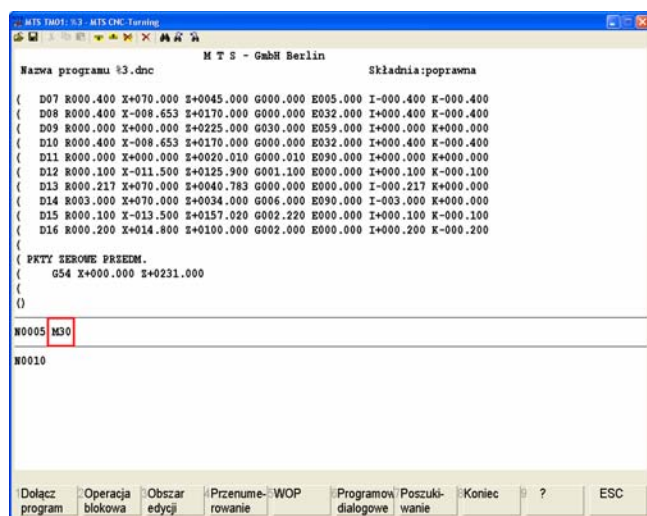 MTS TM01: %3 - MTS CNC-Turning
M T S - GmbH Berlin
Nazwa programu %3.dnc Składnia:poprawna
( D07 R000.400 X+070.000 Z+0045.000 G000.000 E005.000 I-000.400 K-000.400
( D08 R000.400 X-008.653 Z+0170.000 G000.000 E032.000 I+000.400 K-000.400
( D09 R000.000 X+000.000 Z+0225.000 G030.000 E059.000 I+000.000 K+000.000
( D10 R000.400 X-008.653 Z+0170.000 G000.000 E032.000 I+000.400 K-000.400
( D11 R000.000 X+000.000 Z+0020.010 G000.010 E090.000 I+000.000 K+000.000
( D12 R000.100 X-011.500 Z+0125.900 G001.100 E000.000 I+000.100 K-000.100
( D13 R000.217 X+070.000 Z+0040.783 G000.000 E000.000 I-000.217 K+000.000
( D14 R003.000 X+070.000 Z+0034.000 G006.000 E090.000 I-003.000 K+000.000
( D15 R000.100 X-013.500 Z+0157.020 G002.220 E000.000 I+000.100 K-000.100
( D16 R000.200 X+014.800 Z+0100.000 G002.000 E000.000 I+000.200 K-000.200
(
( PKTY ZEROWE PRZEDM.
( G54 X+000.000 Z+0231.000
(
()
N0005 M30
N0010
1 Dołącz program
2 Operacja blokowa
3 Obszar edycji
4 Przenume- rowanie
5 WOP
6 Programow dialogowe
7 Poszuki- wanie
8 Koniec
9 ?
ESC